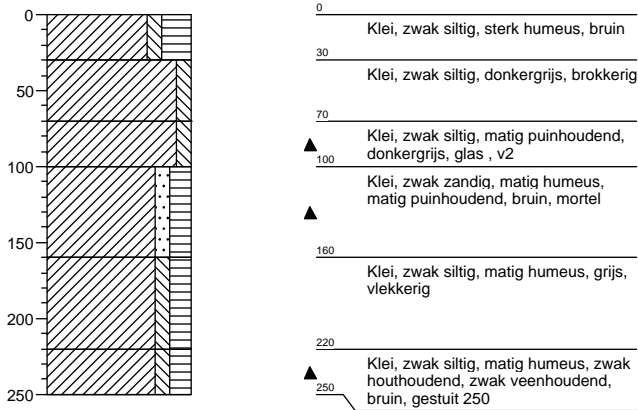 0
50
100
150
200
250
0
Klei, zwak siltig, sterk humeus, bruin
30
Klei, zwak siltig, donkergrijs, brokkerig
70
Klei, zwak siltig, matig puinhoudend,
donkergrijs, glas , v2
100
Klei, zwak zandig, matig humeus,
matig puinhoudend, bruin, mortel
160
Klei, zwak siltig, matig humeus, grijs,
vlekkerig
220
Klei, zwak siltig, matig humeus, zwak
houthoudend, zwak veenhoudend,
bruin, gestuit 250
250